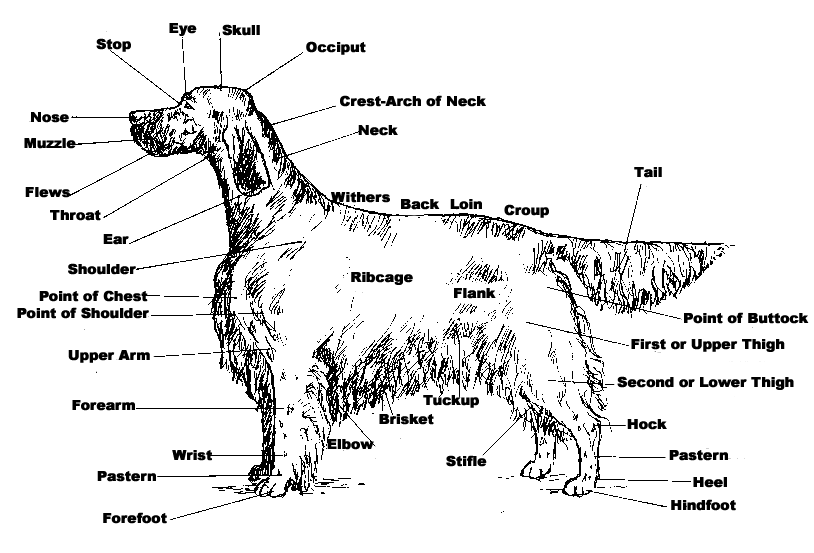 Eye
Skull
Stop
Occiput
Crest-Arch of Neck
Nose
Neck
Muzzle
Tail
Flews
Withers
Back
Loin
Croup
Throat
Ear
Shoulder
Ribcage
Flank
Point of Chest
Point of Shoulder
Point of Buttock
First or Upper Thigh
Upper Arm
Second or Lower Thigh
Tuckup
Forearm
Brisket
Hock
Elbow
Wrist
Stifle
Pastern
Pastern
Heel
Hindfoot
Forefoot